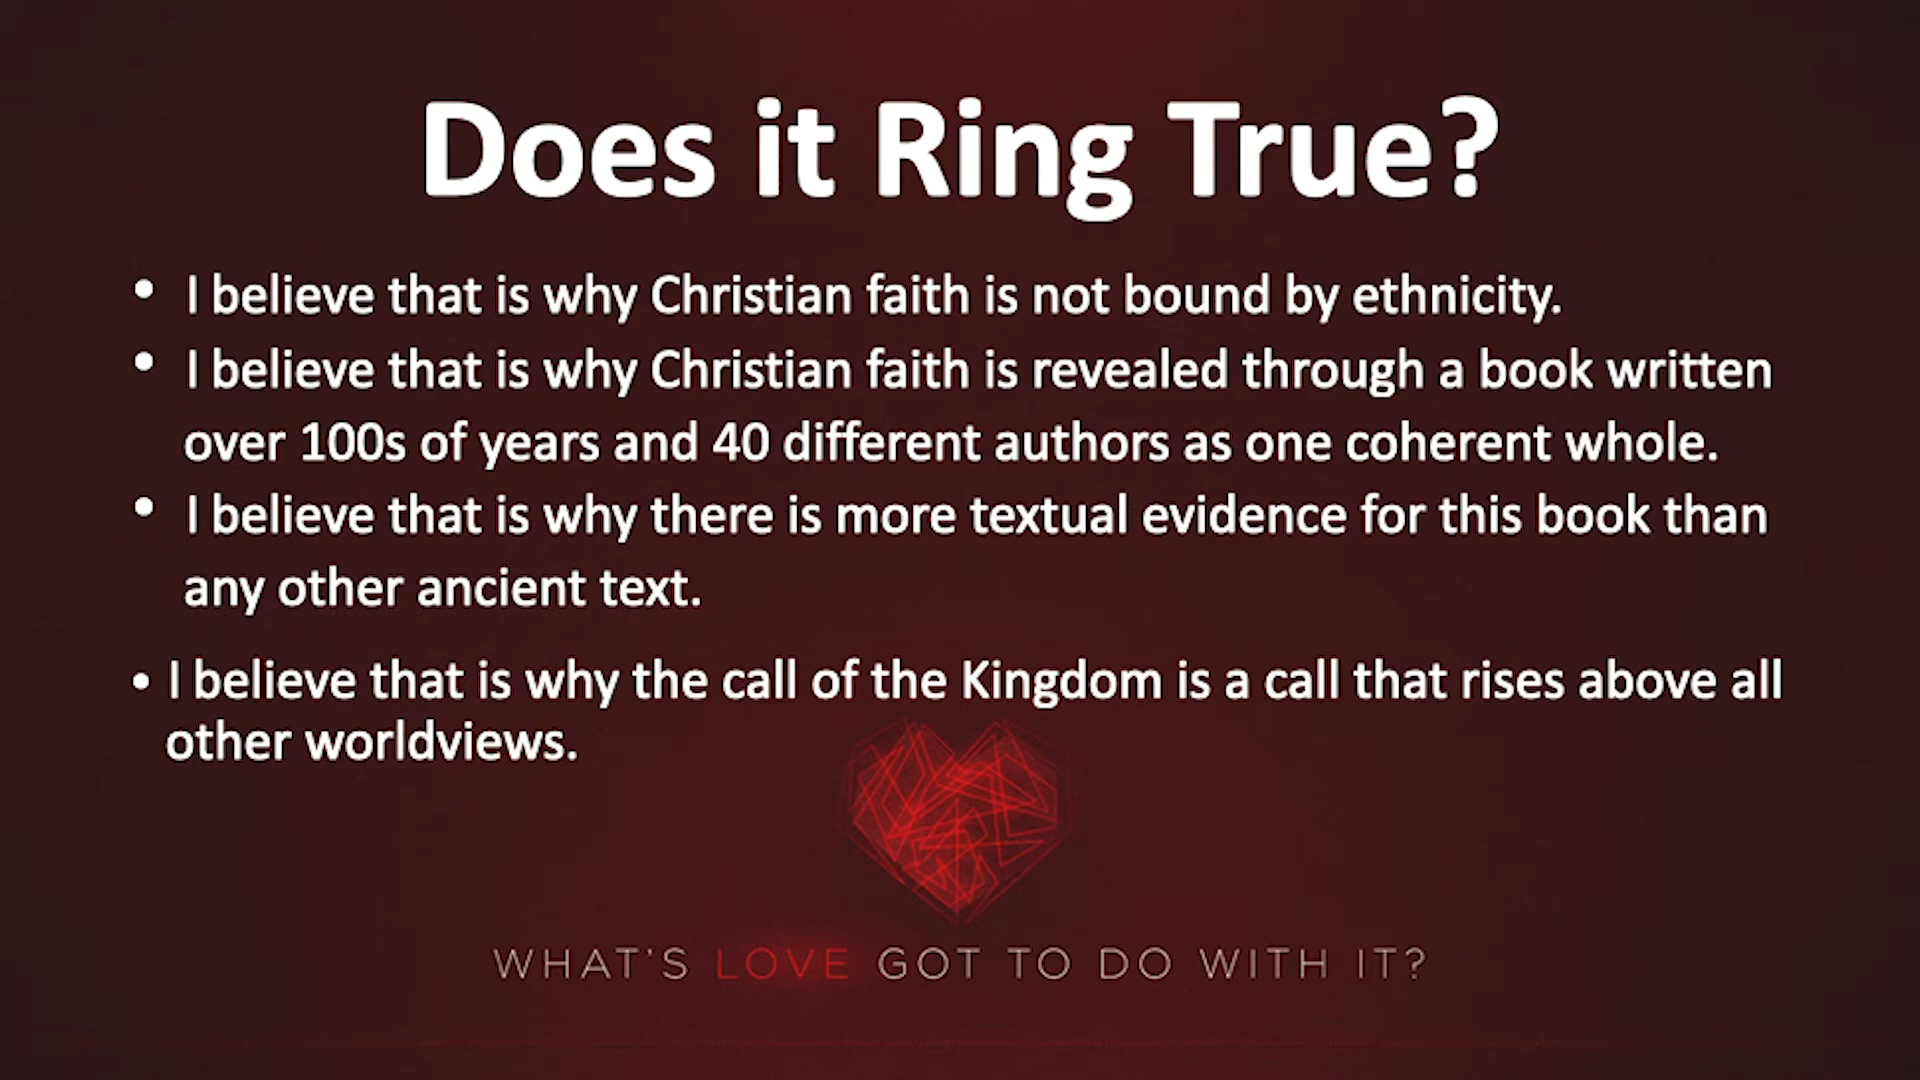 Does it Ring True?
• I believe that is why Christian faith is not bound by ethnicity.
• I believe that is why Christian faith is revealed through a book written
over 100s of years and 40 different authors as one coherent whole.
• I believe that is why there is more textual evidence for this book than
any other ancient text.
• I believe that is why the call of the Kingdom is a call that rises above all
other worldviews.
WHAT'S LOVE GOT TO DO WITH IT?